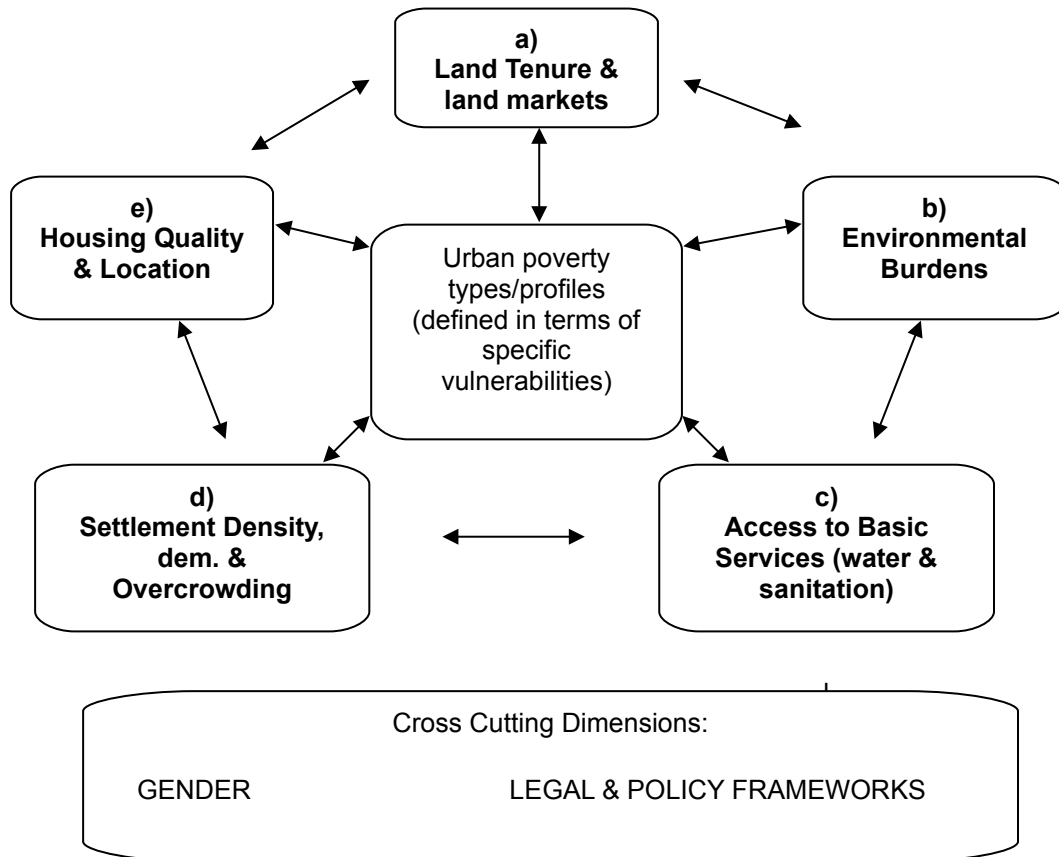 a)
Land Tenure &
land markets
e)
Housing Quality
& Location
Urban poverty
types/profiles
(defined in terms of
specific
vulnerabilities)
b)
Environmental
Burdens
d)
Settlement Density,
dem. &
Overcrowding
c)
Access to Basic
Services (water &
sanitation)
Cross Cutting Dimensions:
GENDER LEGAL & POLICY FRAMEWORKS